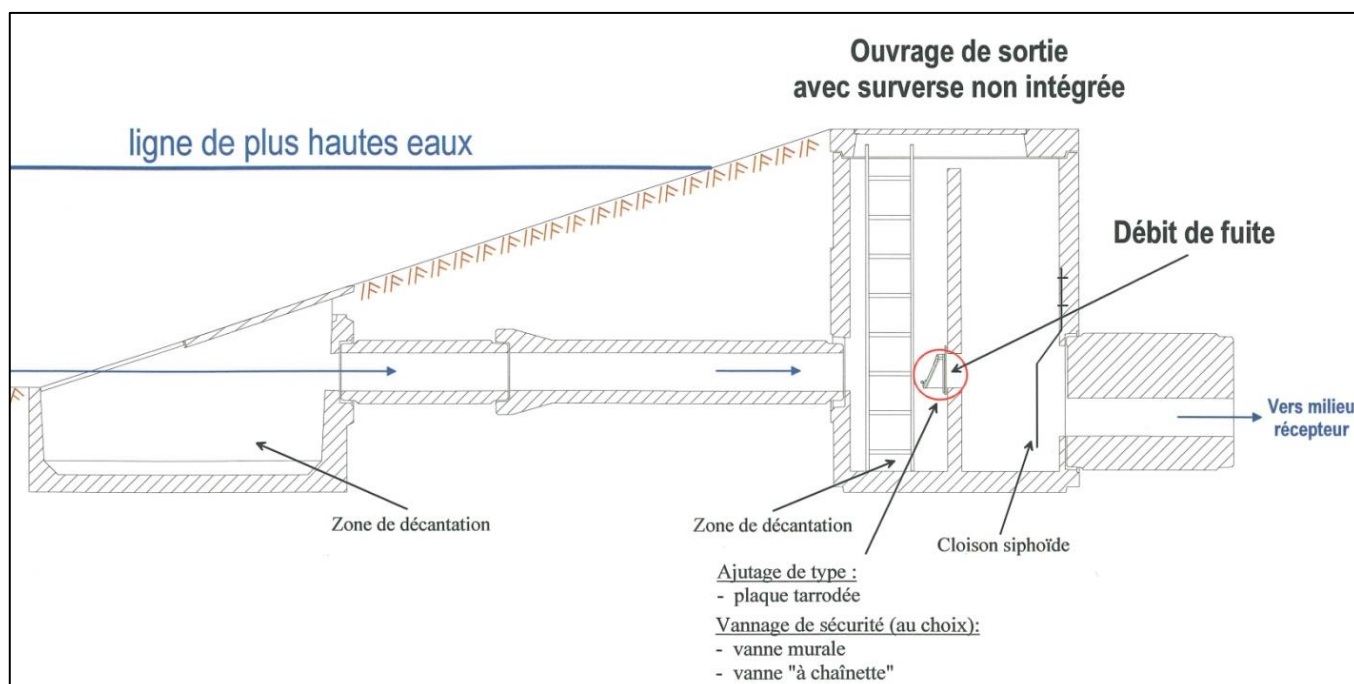 Ouvrage de sortie
avec surverse non intégrée
ligne de plus hautes eaux
Débit de fuite
Vers milieu
récepteur
Zone de décantation
Zone de décantation
Cloison siphoïde
Ajutage de type :
- plaque tarrodée
Vannage de sécurité (au choix):
- vanne murale
- vanne "à chaînette"